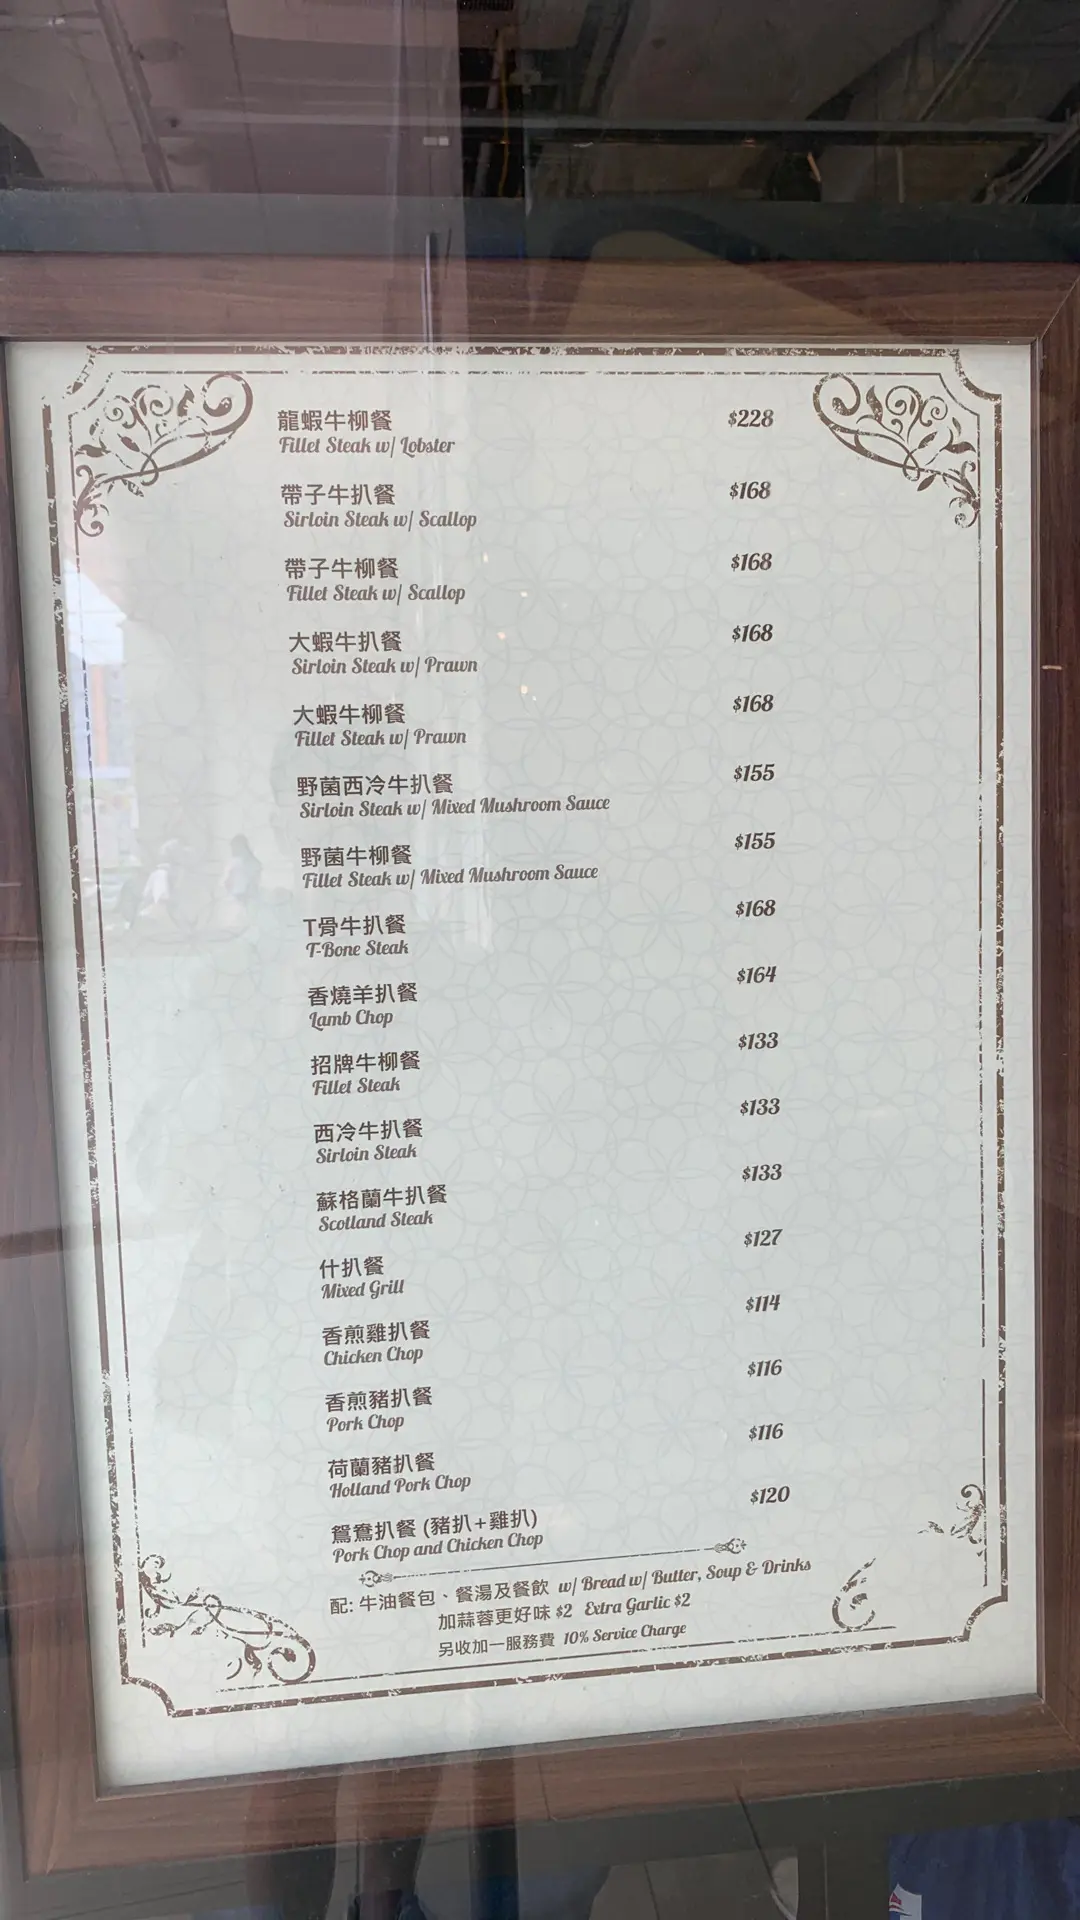 龍蝦牛柳餐 $228
Fillet Steak w/ Lobster
帶子牛扒餐 $168
Sirloin Steak w/ Scallop
帶子牛柳餐 $168
Fillet Steak w/ Scallop
大蝦牛扒餐 $168
Sirloin Steak w/ Prawn
大蝦牛柳餐 $168
Fillet Steak w/ Prawn
野菌西冷牛扒餐 $155
Sirloin Steak w/ Mixed Mushroom Sauce
野菌牛柳餐 $155
Fillet Steak w/ Mixed Mushroom Sauce
T骨牛扒餐 $168
T-Bone Steak
香燒羊扒餐 $164
Lamb Chop
招牌牛柳餐 $133
Fillet Steak
西冷牛扒餐 $133
Sirloin Steak
蘇格蘭牛扒餐 $133
Scotland Steak
什扒餐 $127
Mixed Grill
香煎雞扒餐 $114
Chicken Chop
香煎豬扒餐 $116
Pork Chop
荷蘭豬扒餐 $116
Holland Pork Chop
鴛鴦扒餐 (豬扒+雞扒) $120
Pork Chop and Chicken Chop
配: 牛油餐包、餐湯及餐飲 w/ Bread w/ Butter, Soup & Drinks
加蒜蓉更好味 $2 Extra Garlic $2
另收加一服務費 10% Service Charge